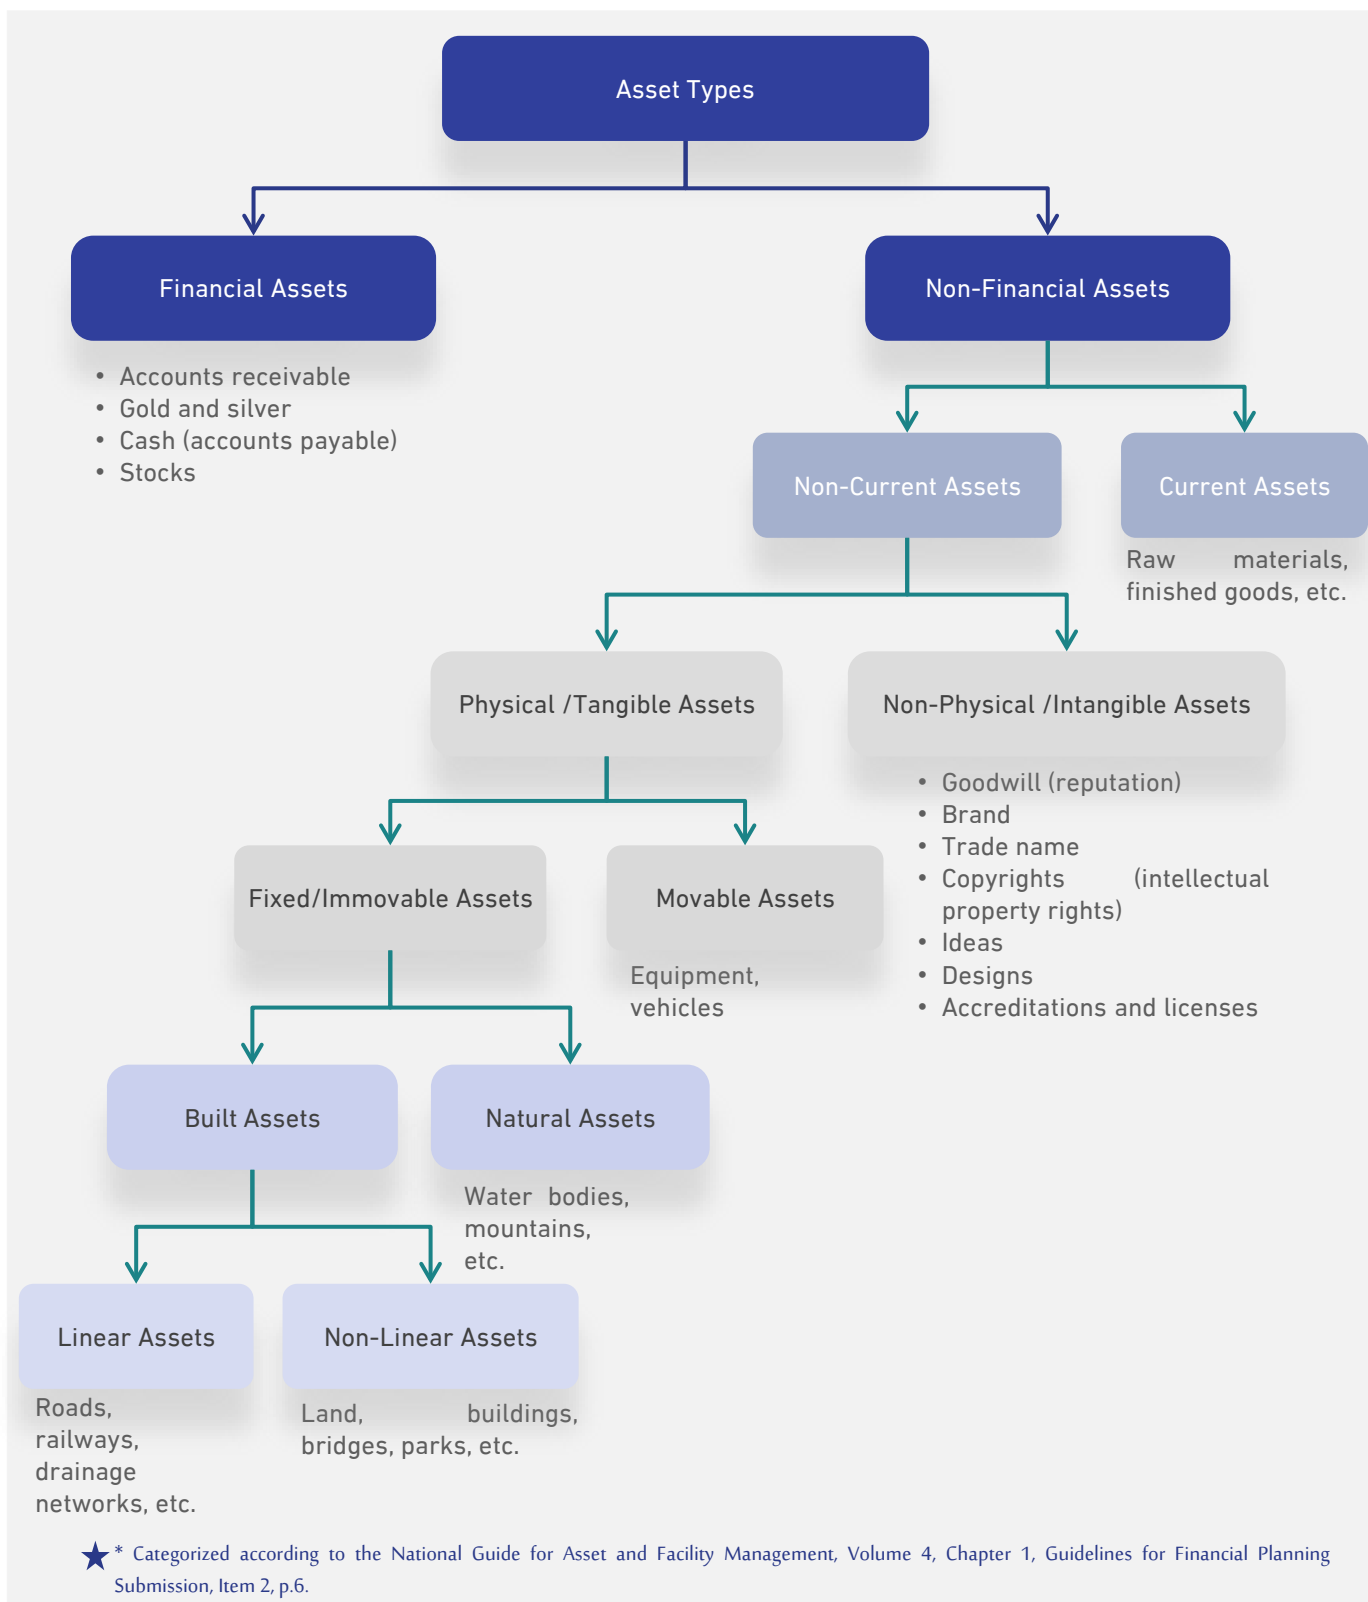 Asset Types
Financial Assets
Non-Financial Assets
• Accounts receivable
• Gold and silver
• Cash (accounts payable)
• Stocks
Non-Current Assets
Current Assets
Raw materials,
finished goods, etc.
Physical /Tangible Assets
Non-Physical /Intangible Assets
• Goodwill (reputation)
• Brand
• Trade name
• Copyrights (intellectual
property rights)
• Ideas
• Designs
• Accreditations and licenses
Fixed/Immovable Assets
Movable Assets
Equipment,
vehicles
Built Assets
Natural Assets
Water bodies,
mountains,
etc.
Linear Assets
Non-Linear Assets
Roads,
railways,
drainage
networks, etc.
Land, buildings,
bridges, parks, etc.
* Categorized according to the National Guide for Asset and Facility Management, Volume 4, Chapter 1, Guidelines for Financial Planning
Submission, Item 2, p.6.